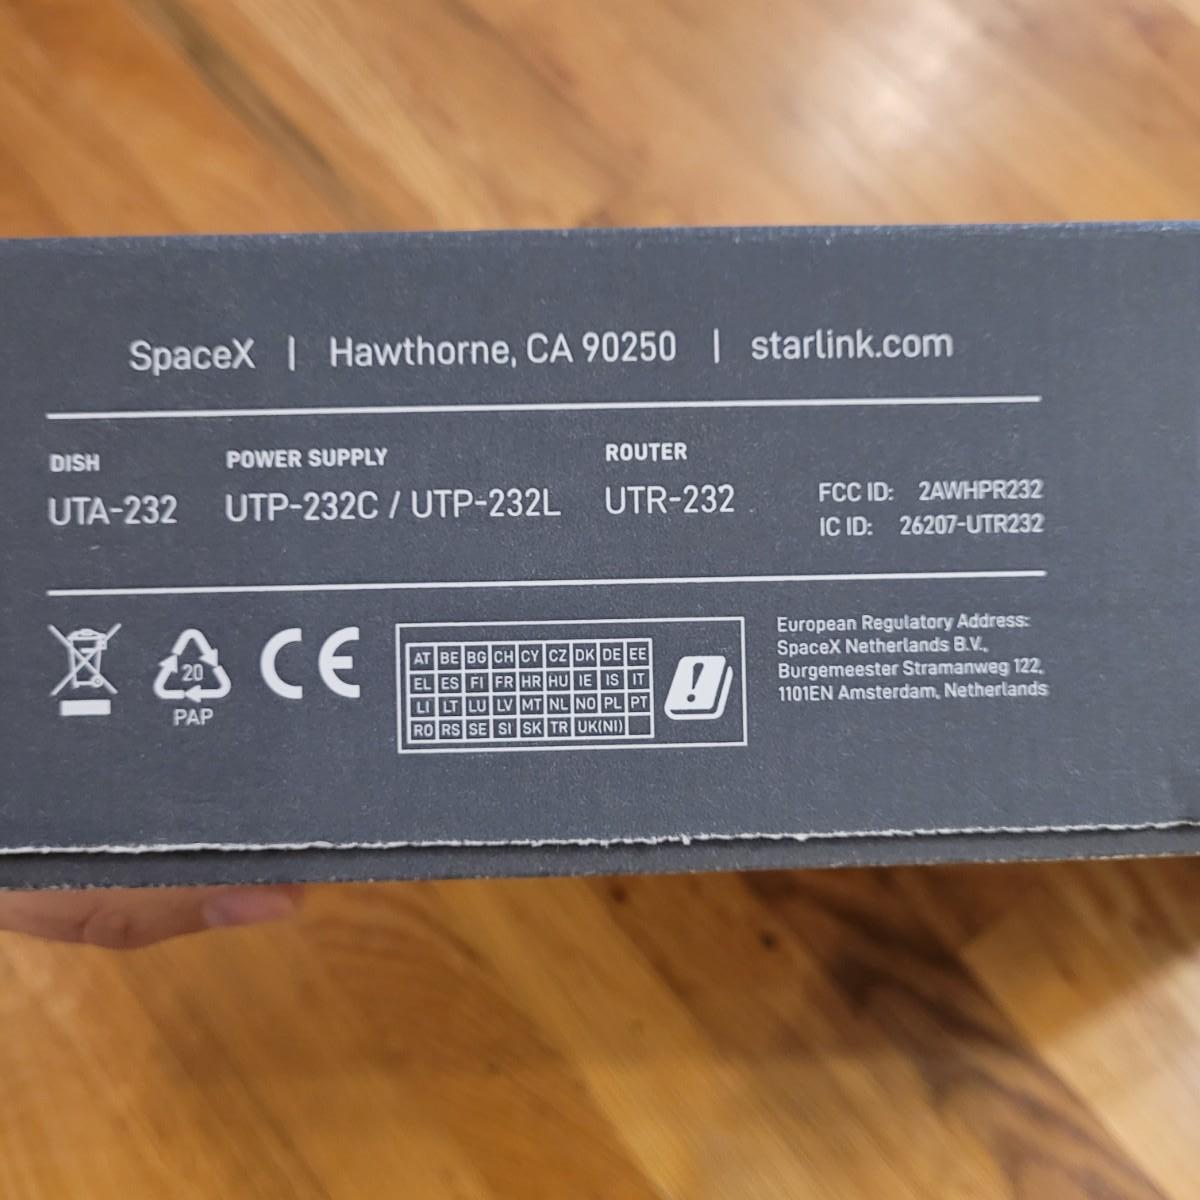 SpaceX | Hawthorne, CA 90250 | starlink.com
DISH POWER SUPPLY ROUTER
UTA-232 UTP-232C / UTP-232L UTR-232
FCC ID: 2AWHPR232
IC ID: 26207-UTR232
20
PAP
CE
AT BE BG CH CY CZ DK DE EE
EL ES FI FR HR HU IE IS IT
LI LT LU LV MT NL NO PL PT
RO RS SE SI SK TR UK(NI)
!
European Regulatory Address:
SpaceX Netherlands B.V.,
Burgemeester Stramanweg 122,
1101EN Amsterdam, Netherlands